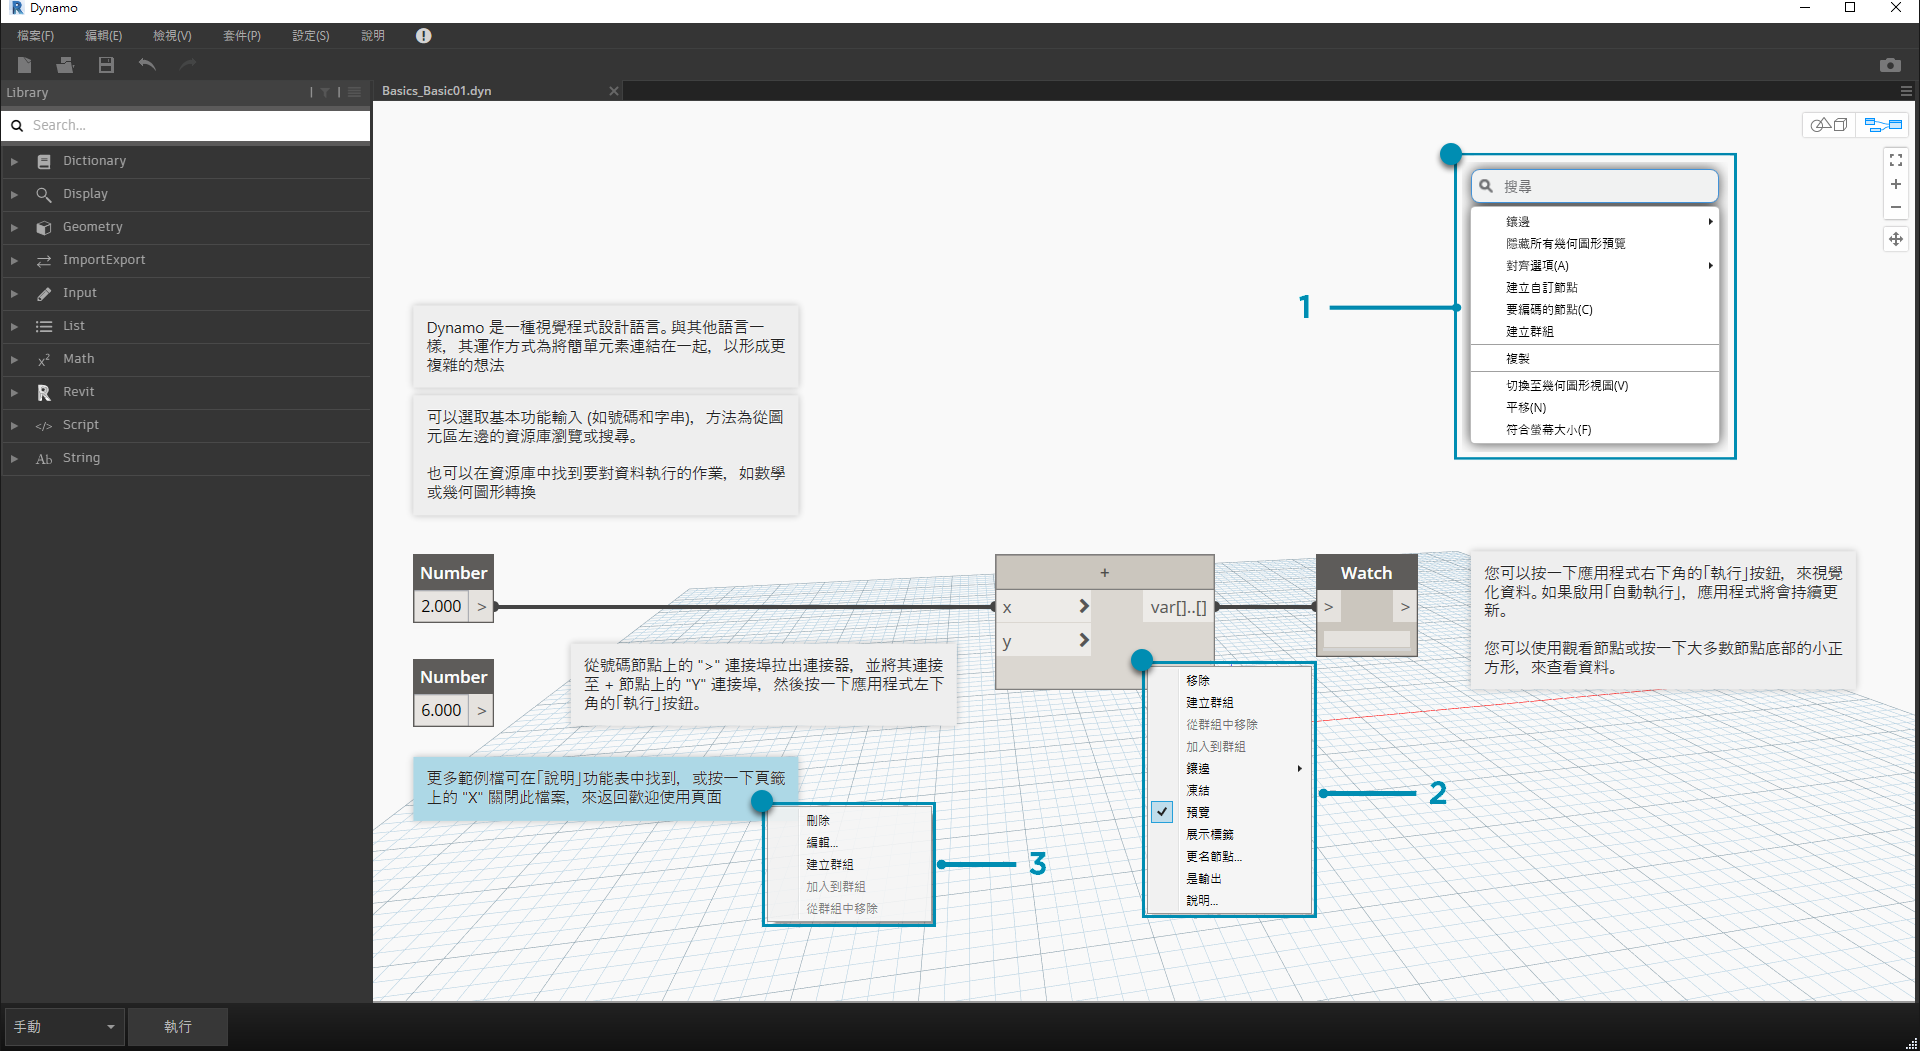 Dynamo
檔案(F) 編輯(E) 檢視(V) 套件(P) 設定(S) 說明
Library
Search...
Dictionary
Display
Geometry
ImportExport
Input
List
Math
Revit
Script
String
Basics_Basic01.dyn
Dynamo 是一種視覺程式設計語言。與其他語言一
樣，其運作方式為將簡單元素連結在一起，以形成更
複雜的想法
可以選取基本功能輸入 (如號碼和字串)，方法為從圖
元區左邊的資源庫瀏覽或搜尋。
也可以在資源庫中找到要對資料執行的作業，如數學
或幾何圖形轉換
1
搜尋
鑲邊
隱藏所有幾何圖形預覽
對齊選項(A)
建立自訂節點
要編碼的節點(C)
建立群組
複製
切換至幾何圖形視圖(V)
平移(N)
符合螢幕大小(F)
Number
2.000 >
Number
6.000 >
從號碼節點上的 ">" 連接埠拉出連接器，並將其連接
至 + 節點上的 "Y" 連接埠，然後按一下應用程式左下
角的「執行」按鈕。
+
x var[]..[]
y
Watch
> >
您可以按一下應用程式右下角的「執行」按鈕，來視覺
化資料。如果啟用「自動執行」，應用程式將會持續更
新。
您可以使用觀看節點或按一下大多數節點底部的小正
方形，來查看資料。
更多範例檔可在「說明」功能表中找到，或按一下頁籤
上的 "X" 關閉此檔案，來返回歡迎使用頁面
移除
建立群組
從群組中移除
加入到群組
鑲邊
凍結
預覽
展示標籤
更名節點...
是輸出
說明...
2
刪除
編輯...
建立群組
加入到群組
從群組中移除
3
手動
執行